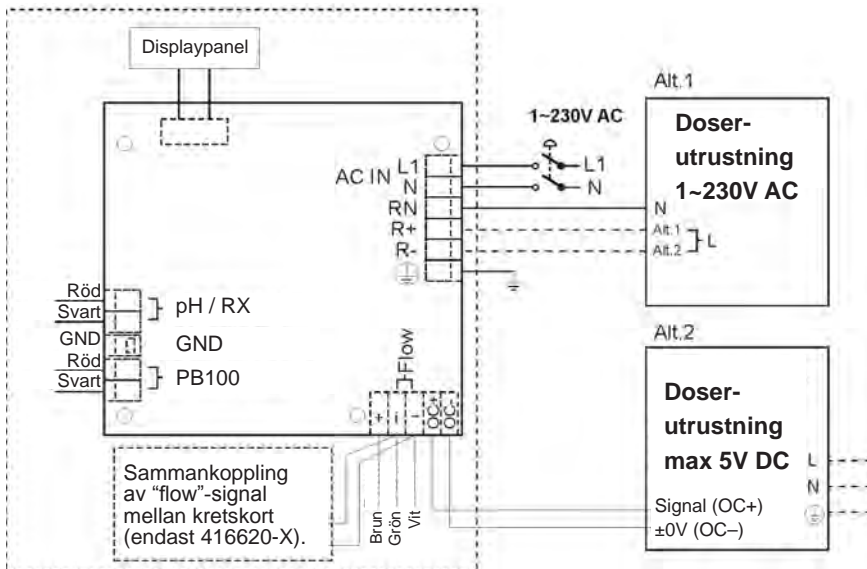 Displaypanel
Alt.1
1~230V AC
Doser-
utrustning
1~230V AC
AC IN
L1
N
RN
R+
R-
L1
N
N
Alt.1
Alt.2
L
Röd
Svart
pH / RX
GND
GND
Röd
Svart
PB100
Flow
+
–
–
OC+
OC-
Alt.2
Doser-
utrustning
max 5V DC
L
N
Signal (OC+)
±0V (OC–)
Sammankoppling
av "flow"-signal
mellan kretskort
(endast 416620-X).
Brun
Grön
Vit